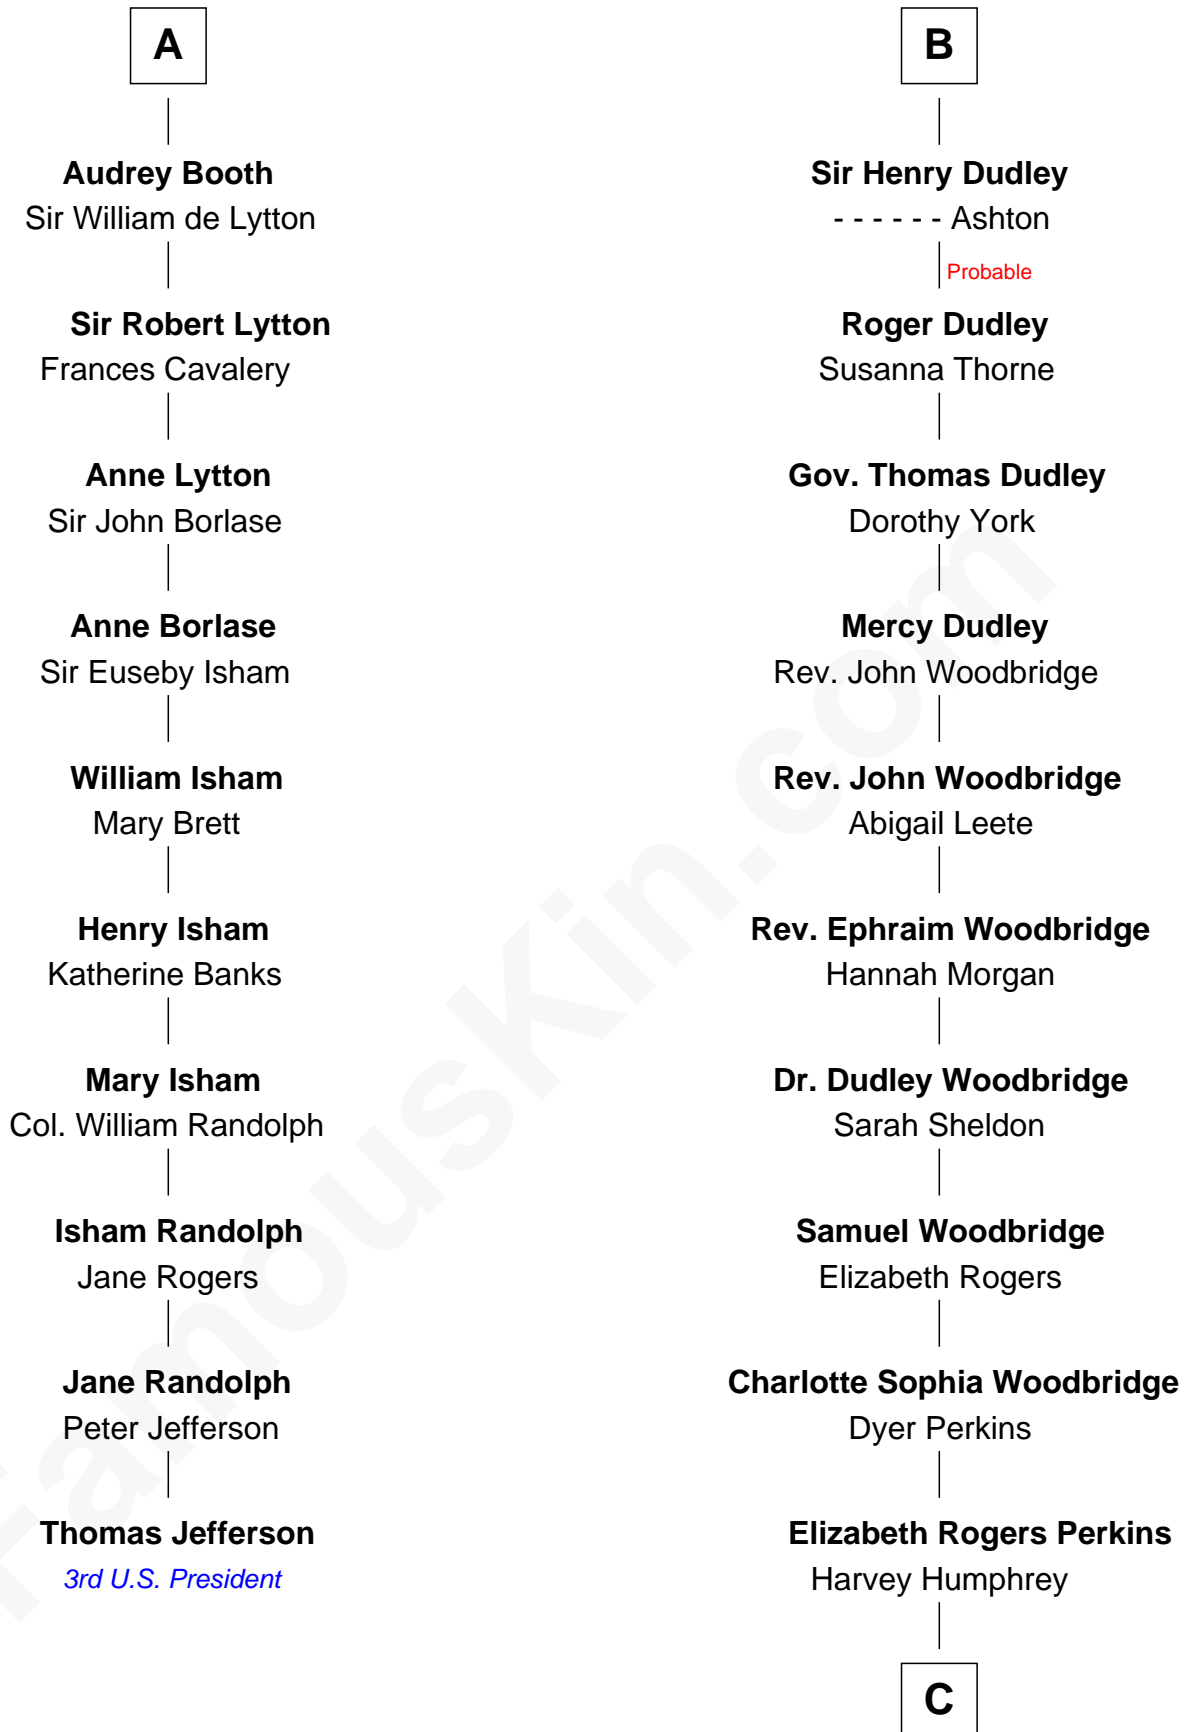 A
Audrey Booth
Sir William de Lytton
Sir Robert Lytton
Frances Cavalery
Anne Lytton
Sir John Borlase
Anne Borlase
Sir Euseby Isham
William Isham
Mary Brett
Henry Isham
Katherine Banks
Mary Isham
Col. William Randolph
Isham Randolph
Jane Rogers
Jane Randolph
Peter Jefferson
Thomas Jefferson
3rd U.S. President
B
Sir Henry Dudley
- - - - - - Ashton
Probable
Roger Dudley
Susanna Thorne
Gov. Thomas Dudley
Dorothy York
Mercy Dudley
Rev. John Woodbridge
Rev. John Woodbridge
Abigail Leete
Rev. Ephraim Woodbridge
Hannah Morgan
Dr. Dudley Woodbridge
Sarah Sheldon
Samuel Woodbridge
Elizabeth Rogers
Charlotte Sophia Woodbridge
Dyer Perkins
Elizabeth Rogers Perkins
Harvey Humphrey
C
FamousKin.com